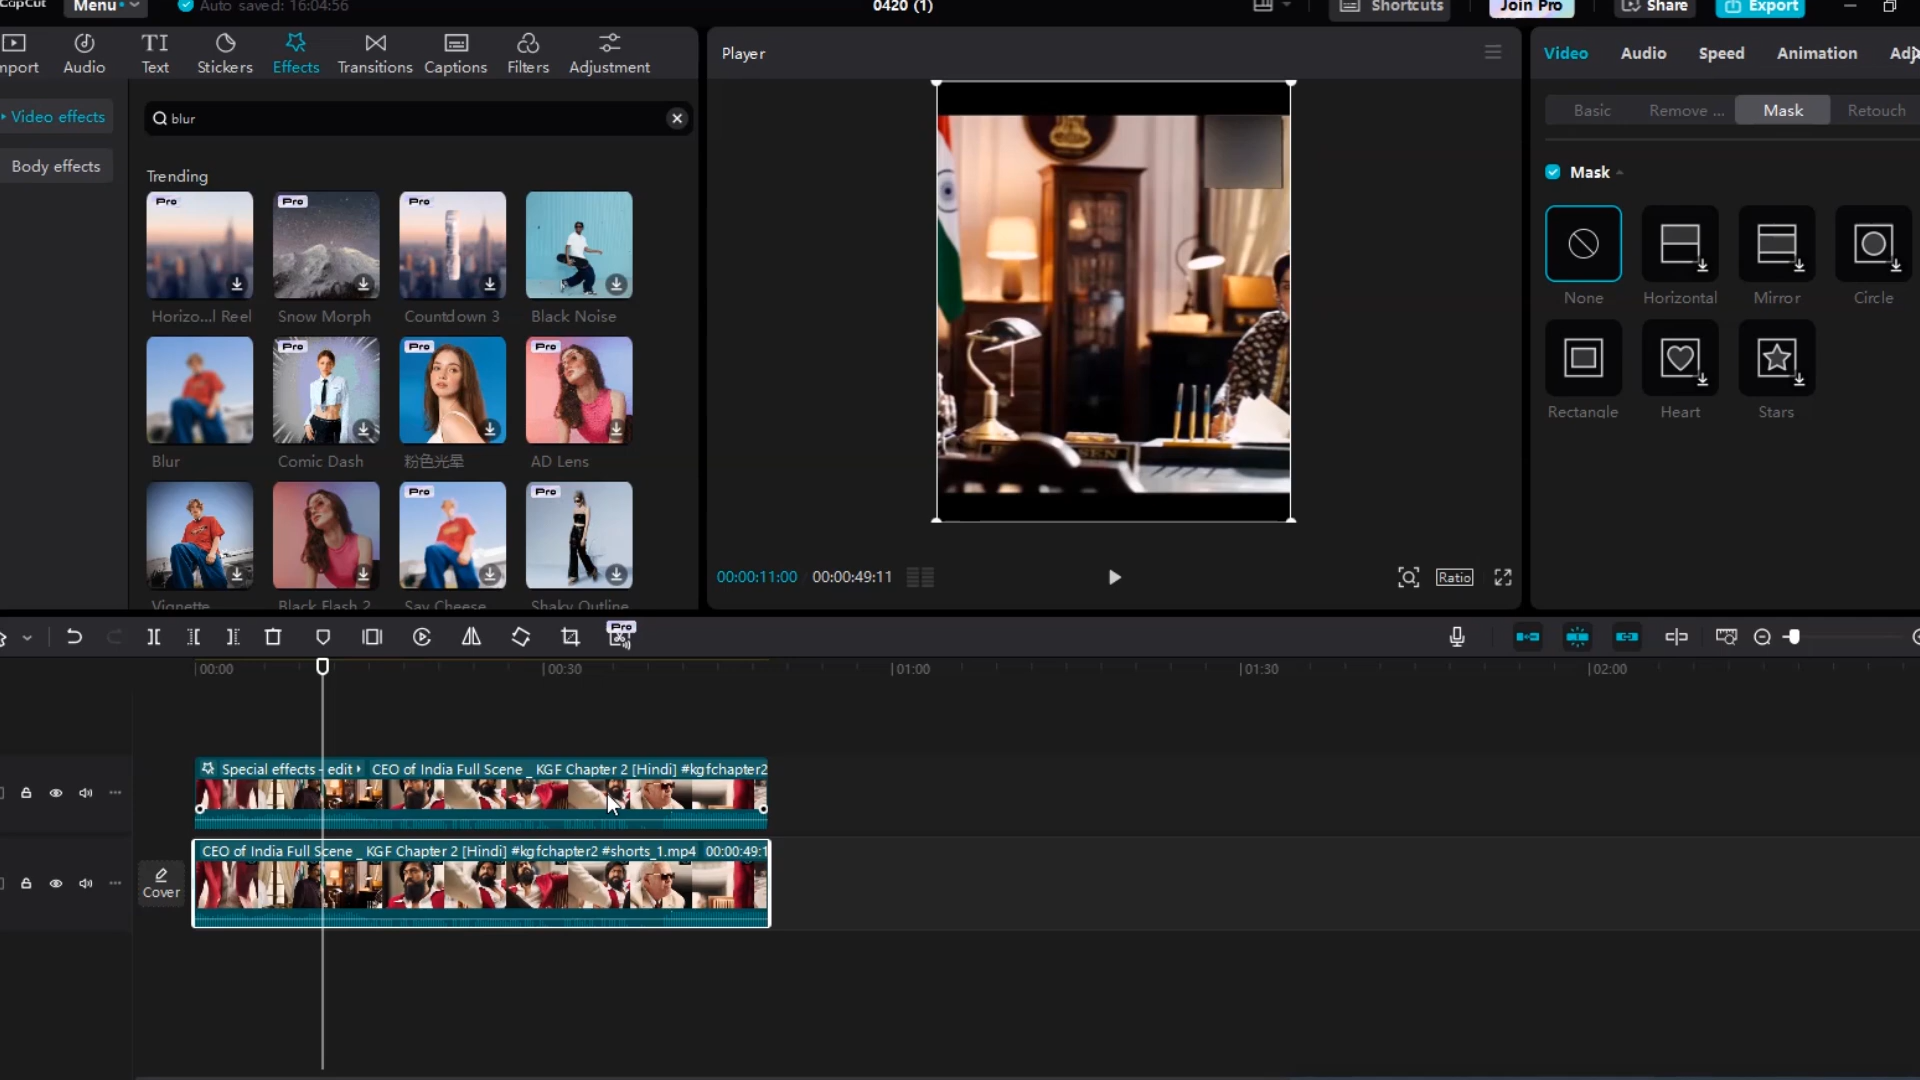 CapCut
Menu
Auto saved: 16:04:56
0420 (1)
Shortcuts
Join Pro
Share
Export
mport
Audio
Text
Stickers
Effects
Transitions
Captions
Filters
Adjustment
Video effects
Body effects
blur
Trending
Pro
Pro
Pro
Horizo...l Reel
Snow Morph
Countdown 3
Black Noise
Pro
Pro
Pro
Blur
Comic Dash
粉色光晕
AD Lens
Pro
Pro
Vignette
Black Flash 2
Say Cheese
Shaky Outline
Player
00:00:11:00
00:00:49:11
Ratio
Video
Audio
Speed
Animation
Adj
Basic
Remove ...
Mask
Retouch
Mask
None
Horizontal
Mirror
Circle
Rectangle
Heart
Stars
Pro
00:00
00:30
01:00
01:30
02:00
Special effects - edit
CEO of India Full Scene _ KGF Chapter 2 [Hindi] #kgfchapter2
Cover
CEO of India Full Scene _ KGF Chapter 2 [Hindi] #kgfchapter2 #shorts_1.mp4
00:00:49:1